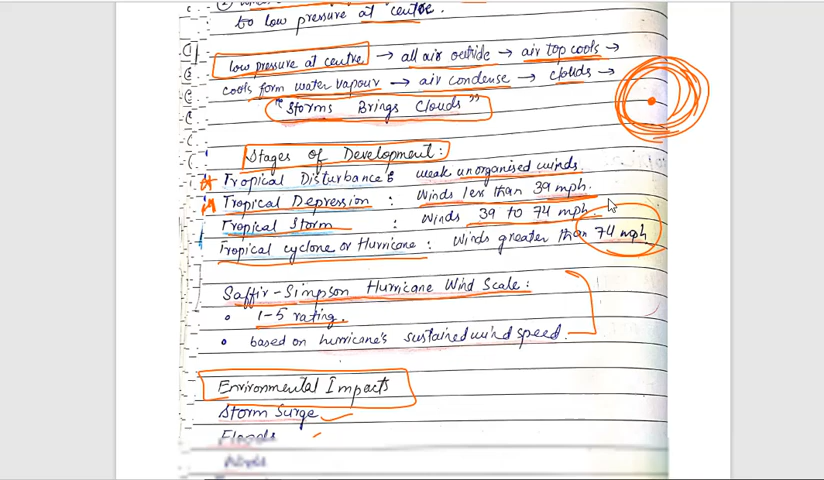 to low pressure at centre.
low pressure at centre → all air outside → air top cools →
cools form water vapour → air condense → clouds →
"Storms Brings Clouds"
Stages of Development:
Tropical Disturbance: weak unorganised winds.
Tropical Depression : Winds less than 39 mph.
Tropical Storm : Winds 39 to 74 mph.
Tropical cyclone or Hurricane : Winds greater than 74 mph
Saffir-Simpson Hurricane Wind Scale:
• 1-5 rating.
• based on hurricane's sustained wind speed.
Environmental Impacts
Storm Surge
Floods